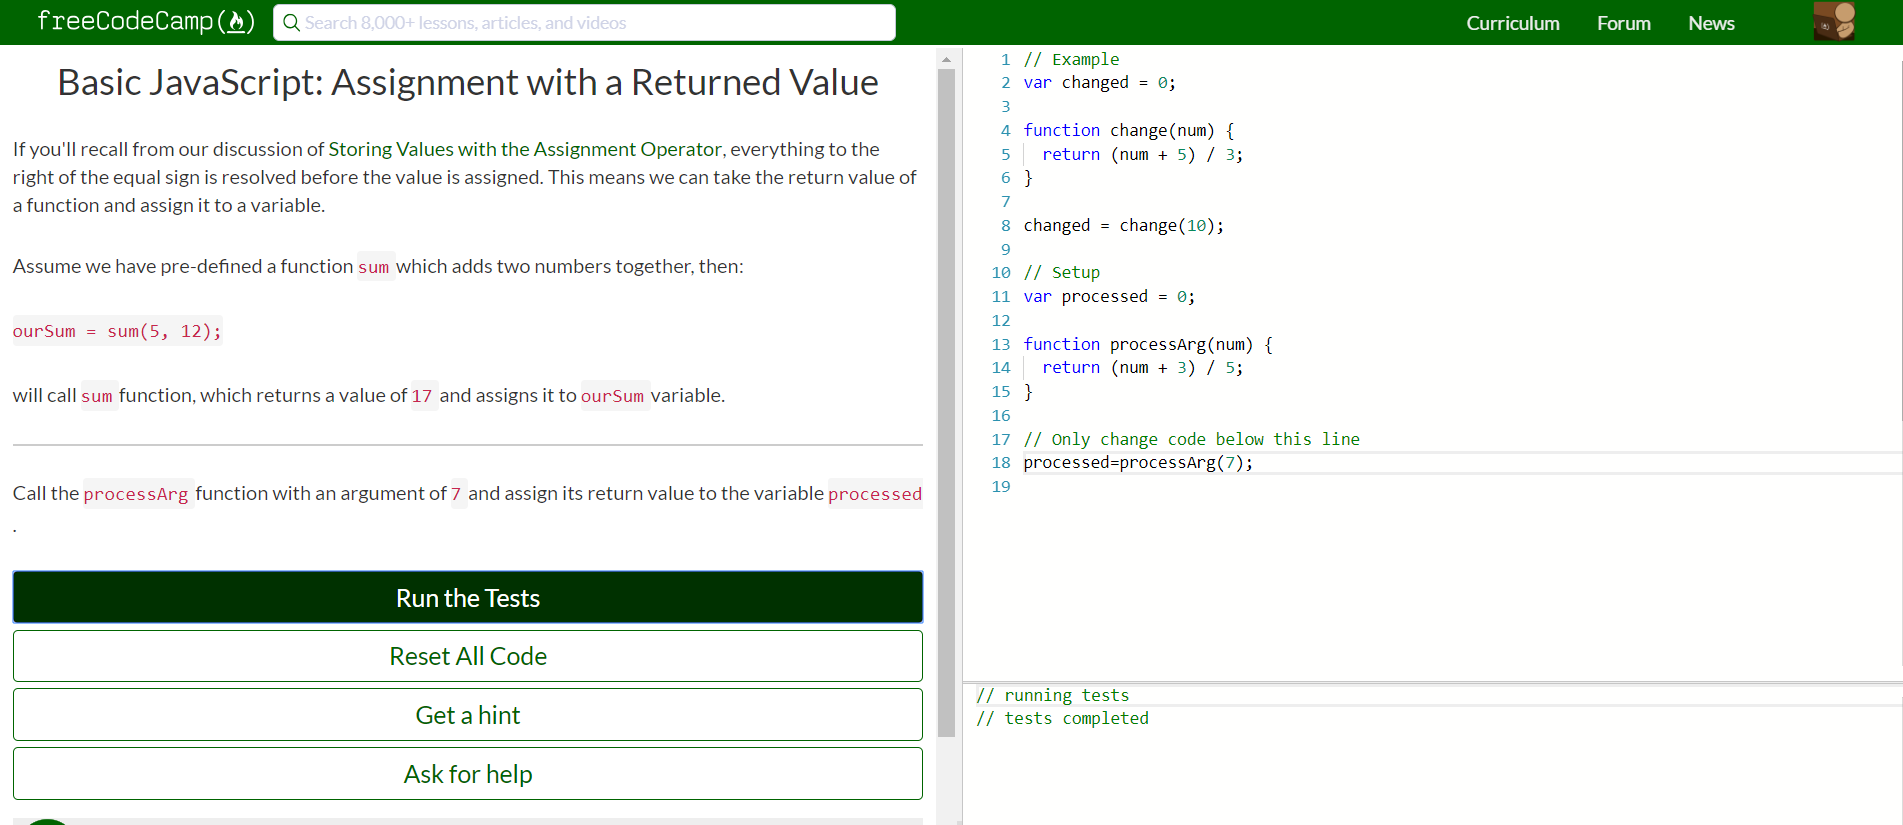 freeCodeCamp
Search 8,000+ lessons, articles, and videos
Curriculum Forum News
Basic JavaScript: Assignment with a Returned Value
If you'll recall from our discussion of Storing Values with the Assignment Operator, everything to the
right of the equal sign is resolved before the value is assigned. This means we can take the return value of
a function and assign it to a variable.
Assume we have pre-defined a function sum which adds two numbers together, then:
ourSum = sum(5, 12);
will call sum function, which returns a value of 17 and assigns it to ourSum variable.
Call the processArg function with an argument of 7 and assign its return value to the variable processed
.
Run the Tests
Reset All Code
Get a hint
Ask for help
1 // Example
2 var changed = 0;
3
4 function change(num) {
5 return (num + 5) / 3;
6 }
7
8 changed = change(10);
9
10 // Setup
11 var processed = 0;
12
13 function processArg(num) {
14 return (num + 3) / 5;
15 }
16
17 // Only change code below this line
18 processed=processArg(7);
19
// running tests
// tests completed